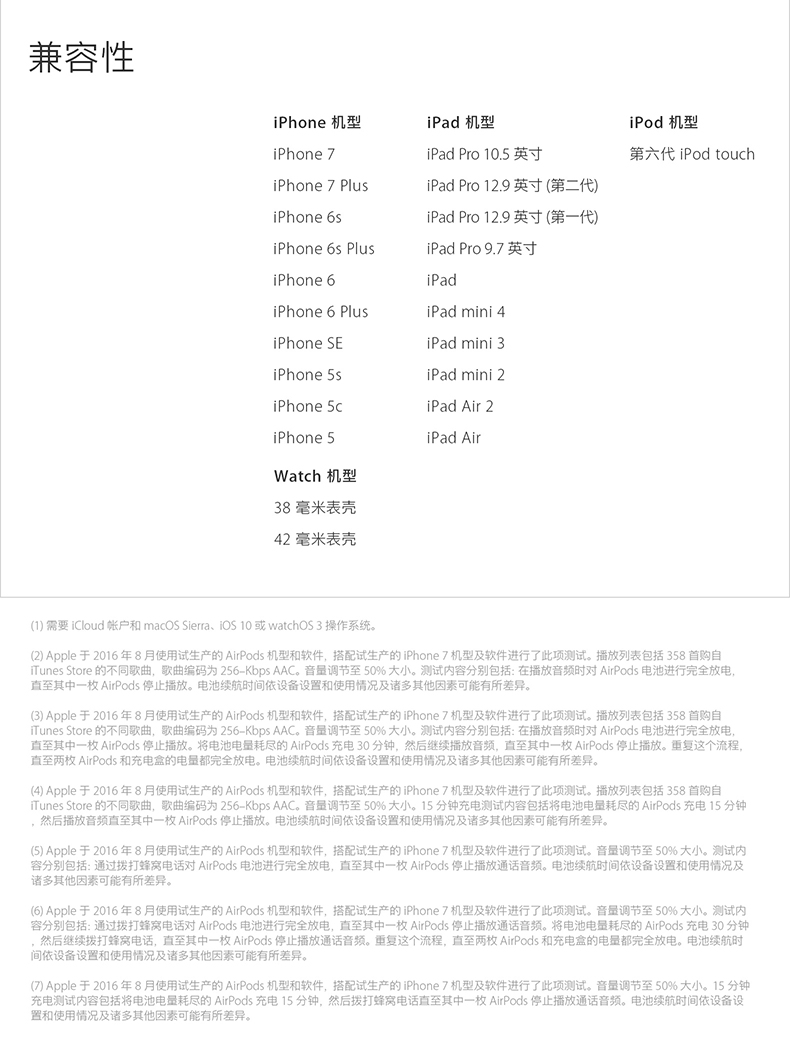 兼容性
iPhone 机型 iPad 机型 iPod 机型
iPhone 7 iPad Pro 10.5 英寸 第六代 iPod touch
iPhone 7 Plus iPad Pro 12.9 英寸 (第二代)
iPhone 6s iPad Pro 12.9 英寸 (第一代)
iPhone 6s Plus iPad Pro 9.7 英寸
iPhone 6 iPad
iPhone 6 Plus iPad mini 4
iPhone SE iPad mini 3
iPhone 5s iPad mini 2
iPhone 5c iPad Air 2
iPhone 5 iPad Air
Watch 机型
38 毫米表壳
42 毫米表壳
(1) 需要 iCloud 帐户和 macOS Sierra、iOS 10 或 watchOS 3 操作系统。
(2) Apple 于 2016 年 8 月使用试生产的 AirPods 机型和软件，搭配试生产的 iPhone 7 机型及软件进行了此项测试。播放列表包括 358 首购自
iTunes Store 的不同歌曲，歌曲编码为 256-Kbps AAC。音量调节至 50% 大小。测试内容分别包括: 在播放音频时对 AirPods 电池进行完全放电，
直至其中一枚 AirPods 停止播放。电池续航时间依设备设置和使用情况及诸多其他因素可能有所差异。
(3) Apple 于 2016 年 8 月使用试生产的 AirPods 机型和软件，搭配试生产的 iPhone 7 机型及软件进行了此项测试。播放列表包括 358 首购自
iTunes Store 的不同歌曲，歌曲编码为 256-Kbps AAC。音量调节至 50% 大小。测试内容分别包括: 在播放音频时对 AirPods 电池进行完全放电，
直至其中一枚 AirPods 停止播放。将电池电量耗尽的 AirPods 充电 30 分钟，然后继续播放音频，直至其中一枚 AirPods 停止播放。重复这个流程，
直至两枚 AirPods 和充电盒的电量都完全放电。电池续航时间依设备设置和使用情况及诸多其他因素可能有所差异。
(4) Apple 于 2016 年 8 月使用试生产的 AirPods 机型和软件，搭配试生产的 iPhone 7 机型及软件进行了此项测试。播放列表包括 358 首购自
iTunes Store 的不同歌曲，歌曲编码为 256-Kbps AAC。音量调节至 50% 大小。15 分钟充电测试内容包括将电池电量耗尽的 AirPods 充电 15 分钟
，然后播放音频直至其中一枚 AirPods 停止播放。电池续航时间依设备设置和使用情况及诸多其他因素可能有所差异。
(5) Apple 于 2016 年 8 月使用试生产的 AirPods 机型和软件，搭配试生产的 iPhone 7 机型及软件进行了此项测试。音量调节至 50% 大小。测试内
容分别包括: 通过拨打蜂窝电话对 AirPods 电池进行完全放电，直至其中一枚 AirPods 停止播放通话音频。电池续航时间依设备设置和使用情况及
诸多其他因素可能有所差异。
(6) Apple 于 2016 年 8 月使用试生产的 AirPods 机型和软件，搭配试生产的 iPhone 7 机型及软件进行了此项测试。音量调节至 50% 大小。测试内
容分别包括: 通过拨打蜂窝电话对 AirPods 电池进行完全放电，直至其中一枚 AirPods 停止播放通话音频。将电池电量耗尽的 AirPods 充电 30 分钟
，然后继续拨打蜂窝电话，直至其中一枚 AirPods 停止播放通话音频。重复这个流程，直至两枚 AirPods 和充电盒的电量都完全放电。电池续航时
间依设备设置和使用情况及诸多其他因素可能有所差异。
(7) Apple 于 2016 年 8 月使用试生产的 AirPods 机型和软件，搭配试生产的 iPhone 7 机型及软件进行了此项测试。音量调节至 50% 大小。15 分钟
充电测试内容包括将电池电量耗尽的 AirPods 充电 15 分钟，然后拨打蜂窝电话直至其中一枚 AirPods 停止播放通话音频。电池续航时间依设备设
置和使用情况及诸多其他因素可能有所差异。